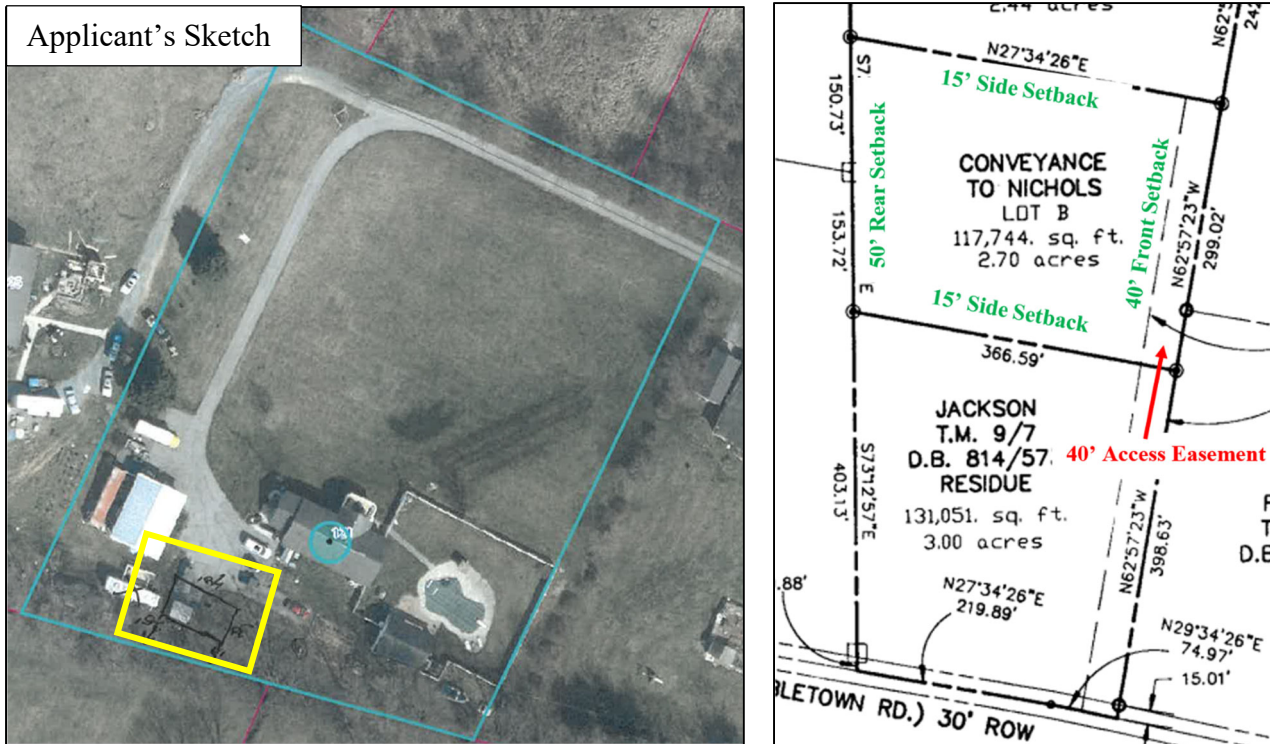 Applicant's Sketch
2.44 acres
N62°5
242
N27°34'26"E
15' Side Setback
S7
150.73'
50' Rear Setback
153.72'
E
CONVEYANCE
TO NICHOLS
LOT B
117,744. sq. ft.
2.70 acres
40' Front Setback
N62°57'23"W
299.02'
15' Side Setback
366.59'
JACKSON
T.M. 9/7
D.B. 814/57
RESIDUE
131,051. sq. ft.
3.00 acres
40' Access Easement
S73°12'57"E
403.13'
N62°57'23"W
398.63'
F
T
D.B
.88'
N27°34'26"E
219.89'
N29°34'26"E
74.97'
15.01'
BLETOWN RD.) 30' ROW